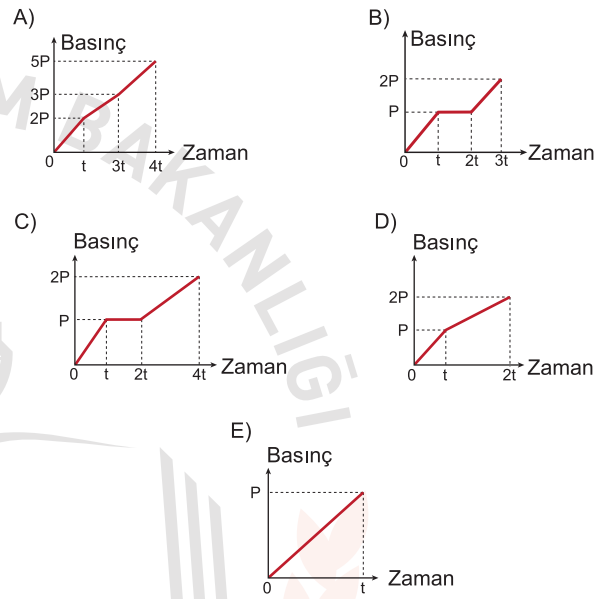 A)
Basınç
5P
3P
2P
0 t 3t 4t Zaman
B)
Basınç
2P
P
0 t 2t 3t Zaman
C)
Basınç
2P
P
0 t 2t 4t Zaman
D)
Basınç
2P
P
0 t 2t Zaman
E)
Basınç
P
0 t Zaman
M BAKANLIĞI